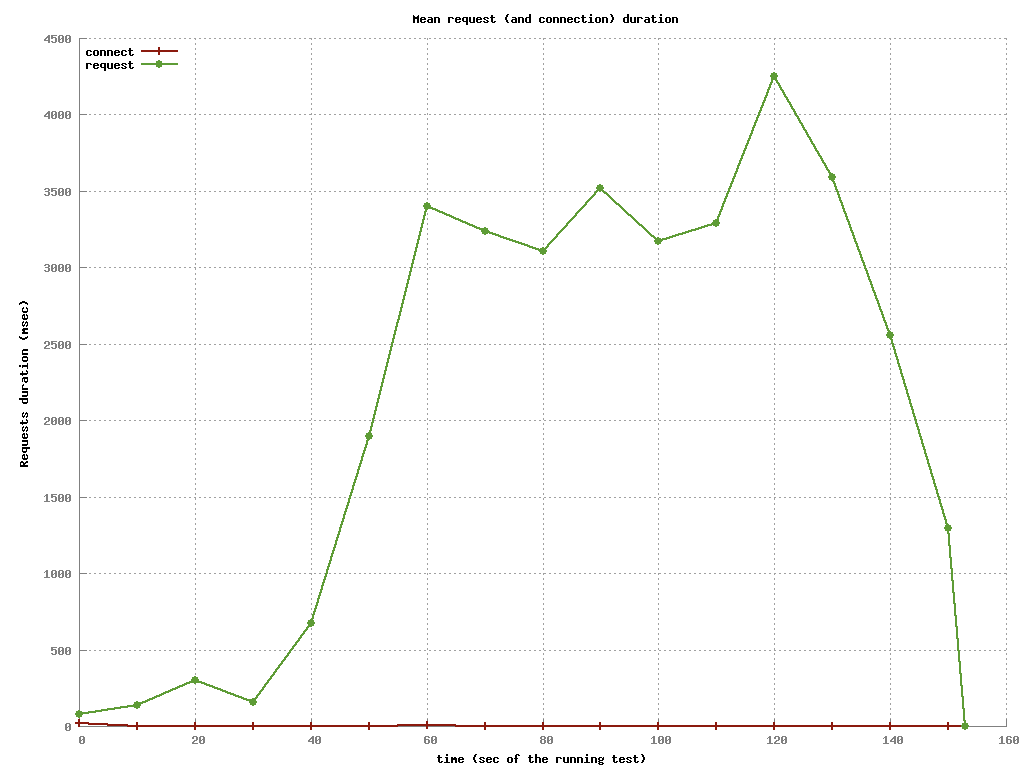 Mean request (and connection) duration
4500
connect
request
4000
3500
3000
2500
2000
1500
1000
500
0
0 20 40 60 80 100 120 140 160
Requests duration (msec)
time (sec of the running test)